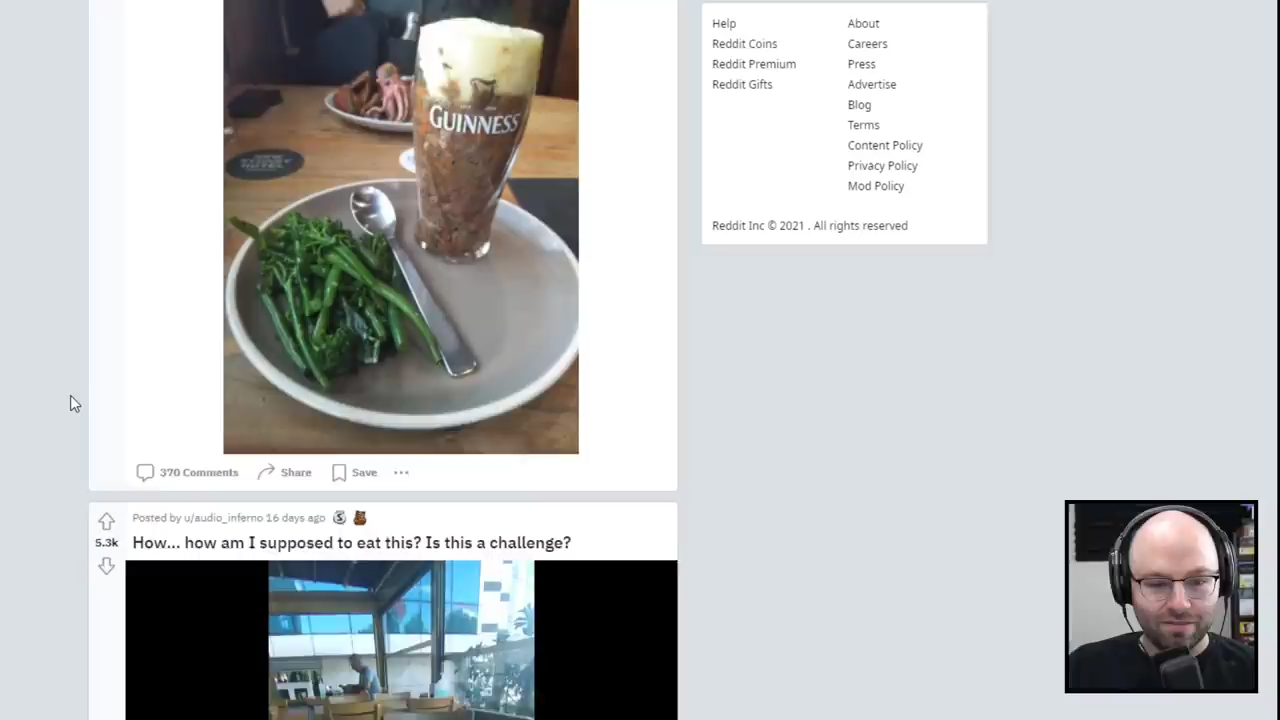 GUINNESS
370 Comments
Share
Save
Posted by u/audio_inferno 16 days ago
5.3k
How... how am I supposed to eat this? Is this a challenge?
Help
About
Reddit Coins
Careers
Reddit Premium
Press
Reddit Gifts
Advertise
Blog
Terms
Content Policy
Privacy Policy
Mod Policy
Reddit Inc © 2021 . All rights reserved